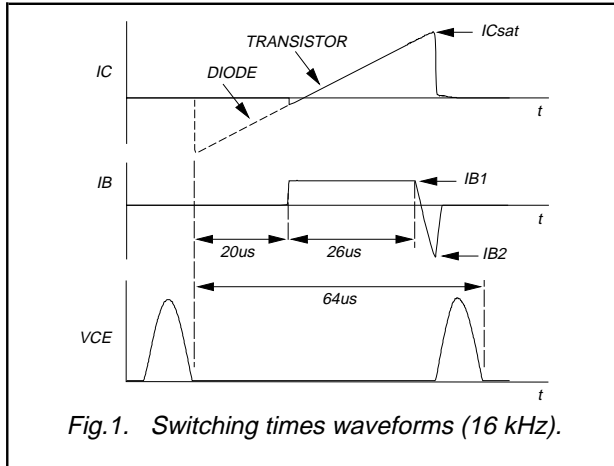 ICsat
TRANSISTOR
IC
DIODE
t
IB
IB1
t
20us
26us
IB2
64us
VCE
t
Fig.1. Switching times waveforms (16 kHz).